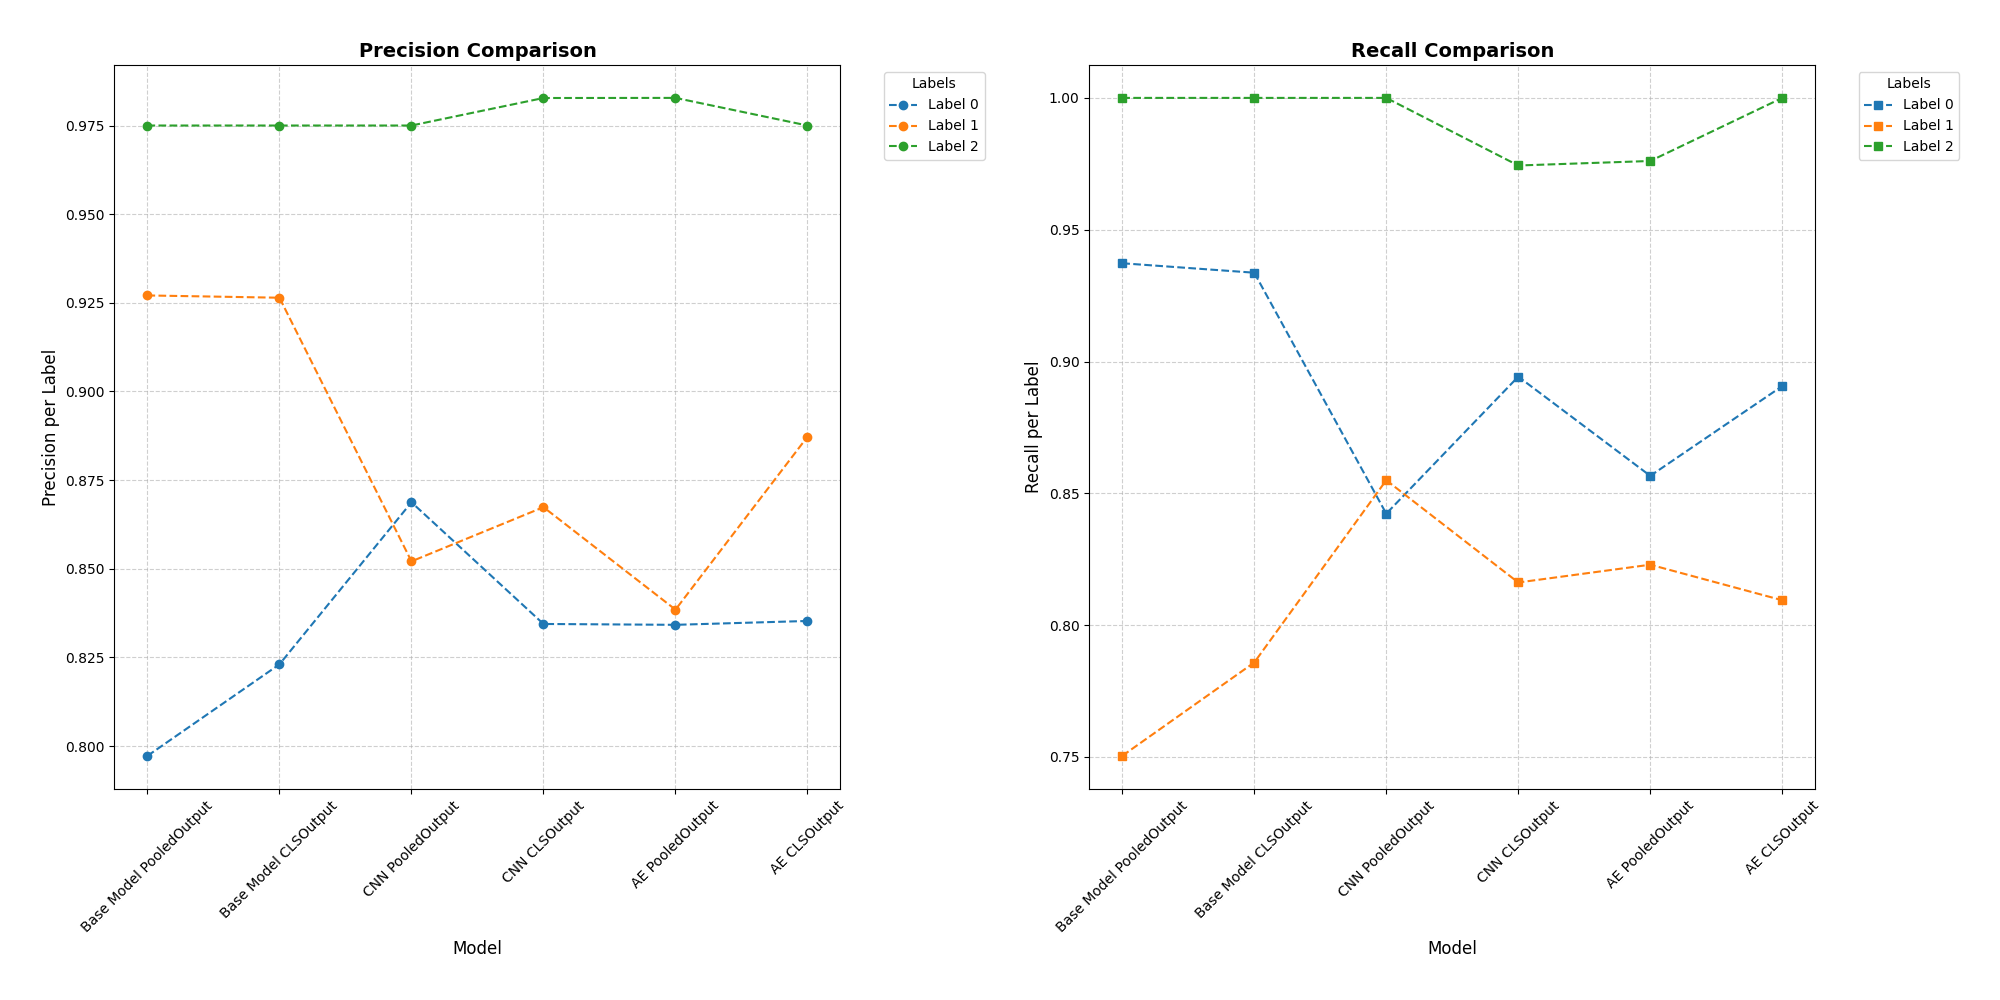 Precision Comparison
Precision per Label
0.975
0.950
0.925
0.900
0.875
0.850
0.825
0.800
Base Model PooledOutput
Base Model CLSOutput
CNN PooledOutput
CNN CLSOutput
AE PooledOutput
AE CLSOutput
Model
Labels
Label 0
Label 1
Label 2
Recall Comparison
Recall per Label
1.00
0.95
0.90
0.85
0.80
0.75
Base Model PooledOutput
Base Model CLSOutput
CNN PooledOutput
CNN CLSOutput
AE PooledOutput
AE CLSOutput
Model
Labels
Label 0
Label 1
Label 2